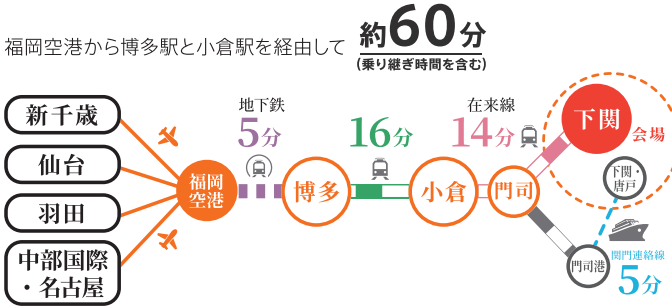 福岡空港から博多駅と小倉駅を経由して 約60分
(乗り継ぎ時間を含む)
新千歳
仙台
羽田
中部国際
・名古屋
福岡
空港
地下鉄
5分
博多
16分
小倉
在来線
14分
門司
下関
会場
下関・
唐戸
門司港
関門連絡線
5分